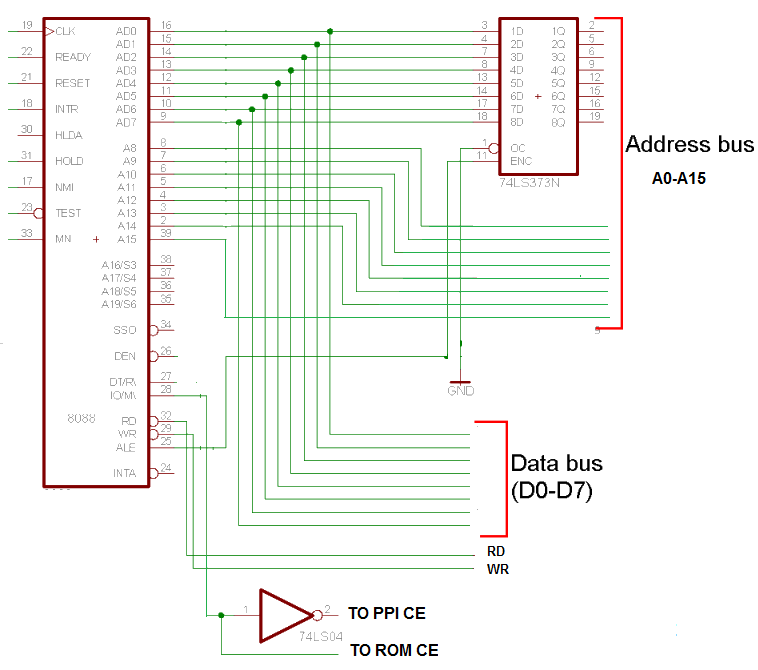 19 CLK AD0 16
AD1 15
22 READY AD2 14
AD3 13
21 RESET AD4 12
AD5 11
18 INTR AD6 10
AD7 9
30 HLDA A8 8
31 HOLD A9 7
A10 6
17 NMI A11 5
A12 4
23 TEST A13 3
A14 2
33 MN A15 39
A16/S3 38
A17/S4 37
A18/S5 36
A19/S6 35
SSO 34
DEN 26
DT/R\ 27
IO/M\ 28
8088
RD 32
WR 29
ALE 25
INTA 24
3 1D 1Q 2
4 2D 2Q 5
7 3D 3Q 6
8 4D 4Q 9
13 5D 5Q 12
14 6D 6Q 15
17 7D 7Q 16
18 8D 8Q 19
1 OC
11 ENC
74LS373N
Address bus
A0-A15
GND
Data bus
(D0-D7)
RD
WR
1 2 TO PPI CE
74LS04
TO ROM CE